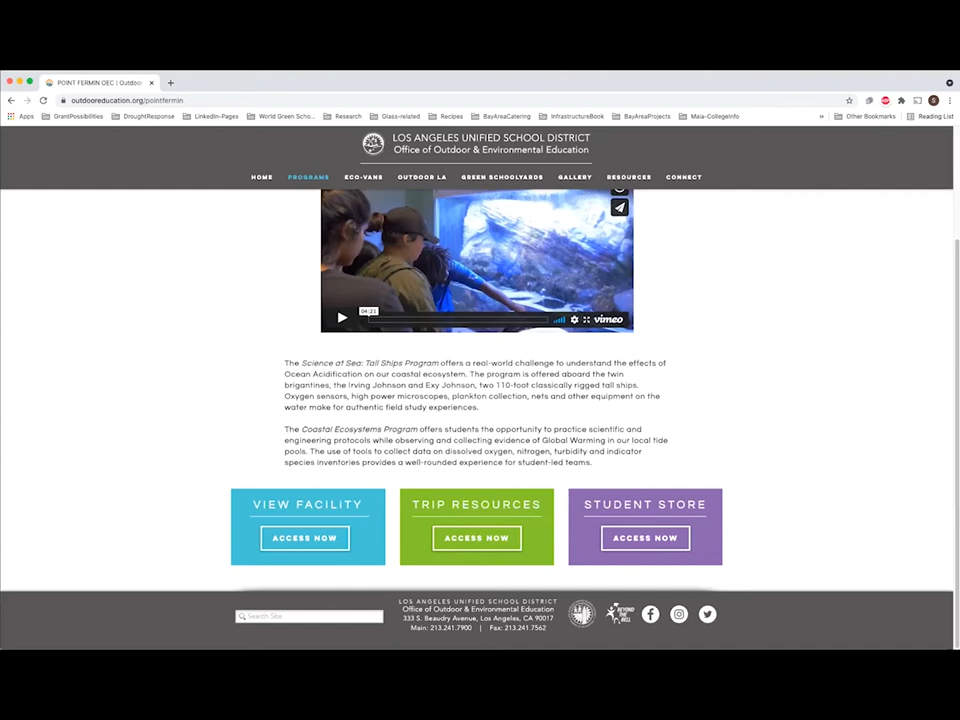 POINT FERMIN OEC | Outdoo
outdooreducation.org/pointfermin
Apps GrantPossibilities DroughtResponse LinkedIn-Pages World Green Scho... Research Glass-related Recipes BayAreaCatering InfrastructureBook BayAreaProjects Maia-CollegeInfo » Other Bookmarks Reading List
LOS ANGELES UNIFIED SCHOOL DISTRICT
Office of Outdoor & Environmental Education
HOME PROGRAMS ECO-VANS OUTDOOR LA GREEN SCHOOLYARDS GALLERY RESOURCES CONNECT
04:21
vimeo
The Science at Sea: Tall Ships Program offers a real-world challenge to understand the effects of
Ocean Acidification on our coastal ecosystem. The program is offered aboard the twin
brigantines, the Irving Johnson and Exy Johnson, two 110-foot classically rigged tall ships.
Oxygen sensors, high power microscopes, plankton collection, nets and other equipment on the
water make for authentic field study experiences.
The Coastal Ecosystems Program offers students the opportunity to practice scientific and
engineering protocols while observing and collecting evidence of Global Warming in our local tide
pools. The use of tools to collect data on dissolved oxygen, nitrogen, turbidity and indicator
species inventories provides a well-rounded experience for student-led teams.
VIEW FACILITY TRIP RESOURCES STUDENT STORE
ACCESS NOW ACCESS NOW ACCESS NOW
LOS ANGELES UNIFIED SCHOOL DISTRICT
Office of Outdoor & Environmental Education
Search Site
333 S. Beaudry Avenue, Los Angeles, CA 90017
Main: 213.241.7900 | Fax: 213.241.7562
BEYOND THE BELL